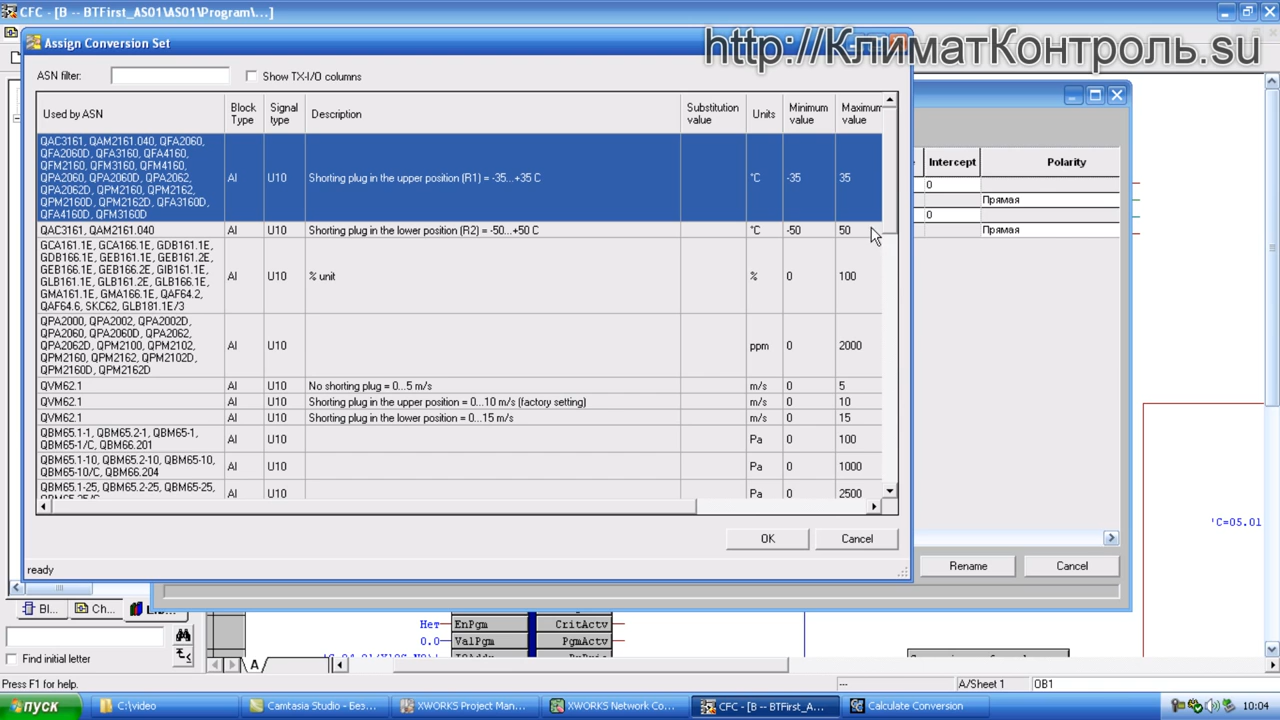 CFC - [B -- BTFirst_AS01\AS01\Program\...]
Assign Conversion Set
http://КлиматКонтроль.su
ASN filter:
Show TX-I/O columns
Used by ASN
Block Type
Signal type
Description
Substitution value
Units
Minimum value
Maximum value
QAC3161, QAM2161.040, QFA2060,
QFA2060D, QFA3160, QFA4160,
QFM2160, QFM3160, QFM4160,
QPA2060, QPA2060D, QPA2062,
QPA2062D, QPM2160, QPM2162,
QPM2160D, QPM2162D, QFA3160D,
QFA4160D, QFM3160D
AI
U10
Shorting plug in the upper position (R1) = -35...+35 C
°C
-35
35
QAC3161, QAM2161.040
AI
U10
Shorting plug in the lower position (R2) = -50...+50 C
°C
-50
50
GCA161.1E, GCA166.1E, GDB161.1E,
GDB166.1E, GEB161.1E, GEB161.2E,
GEB166.1E, GEB166.2E, GIB161.1E,
GLB161.1E, GLB161.2E, GLB166.1E,
GMA161.1E, GMA166.1E, QAF64.2,
QAF64.6, SKC62, GLB181.1E/3
AI
U10
% unit
%
0
100
QPA2000, QPA2002, QPA2002D,
QPA2060, QPA2060D, QPA2062,
QPA2062D, QPM2100, QPM2102,
QPM2160, QPM2162, QPM2102D,
QPM2160D, QPM2162D
AI
U10
ppm
0
2000
QVM62.1
AI
U10
No shorting plug = 0...5 m/s
m/s
0
5
QVM62.1
AI
U10
Shorting plug in the upper position = 0...10 m/s (factory setting)
m/s
0
10
QVM62.1
AI
U10
Shorting plug in the lower position = 0...15 m/s
m/s
0
15
QBM65.1-1, QBM65.2-1, QBM65-1,
QBM65-1/C, QBM66.201
AI
U10
Pa
0
100
QBM65.1-10, QBM65.2-10, QBM65-10,
QBM65-10/C, QBM66.204
AI
U10
Pa
0
1000
QBM65.1-25, QBM65.2-25, QBM65-25,
AI
U10
Pa
0
2500
OK
Cancel
ready
Intercept
Polarity
0
Прямая
0
Прямая
'C=05.01
Rename
Cancel
Bl...
Ch...
Find initial letter
Нет
EnPgm
CritActv
0.0
ValPgm
PgmActv
A
Press F1 for help.
---
A/Sheet 1
OB1
пуск
C:\video
Camtasia Studio - Без...
XWORKS Project Man...
XWORKS Network Co...
CFC - [B -- BTFirst_A...
Calculate Conversion
10:04